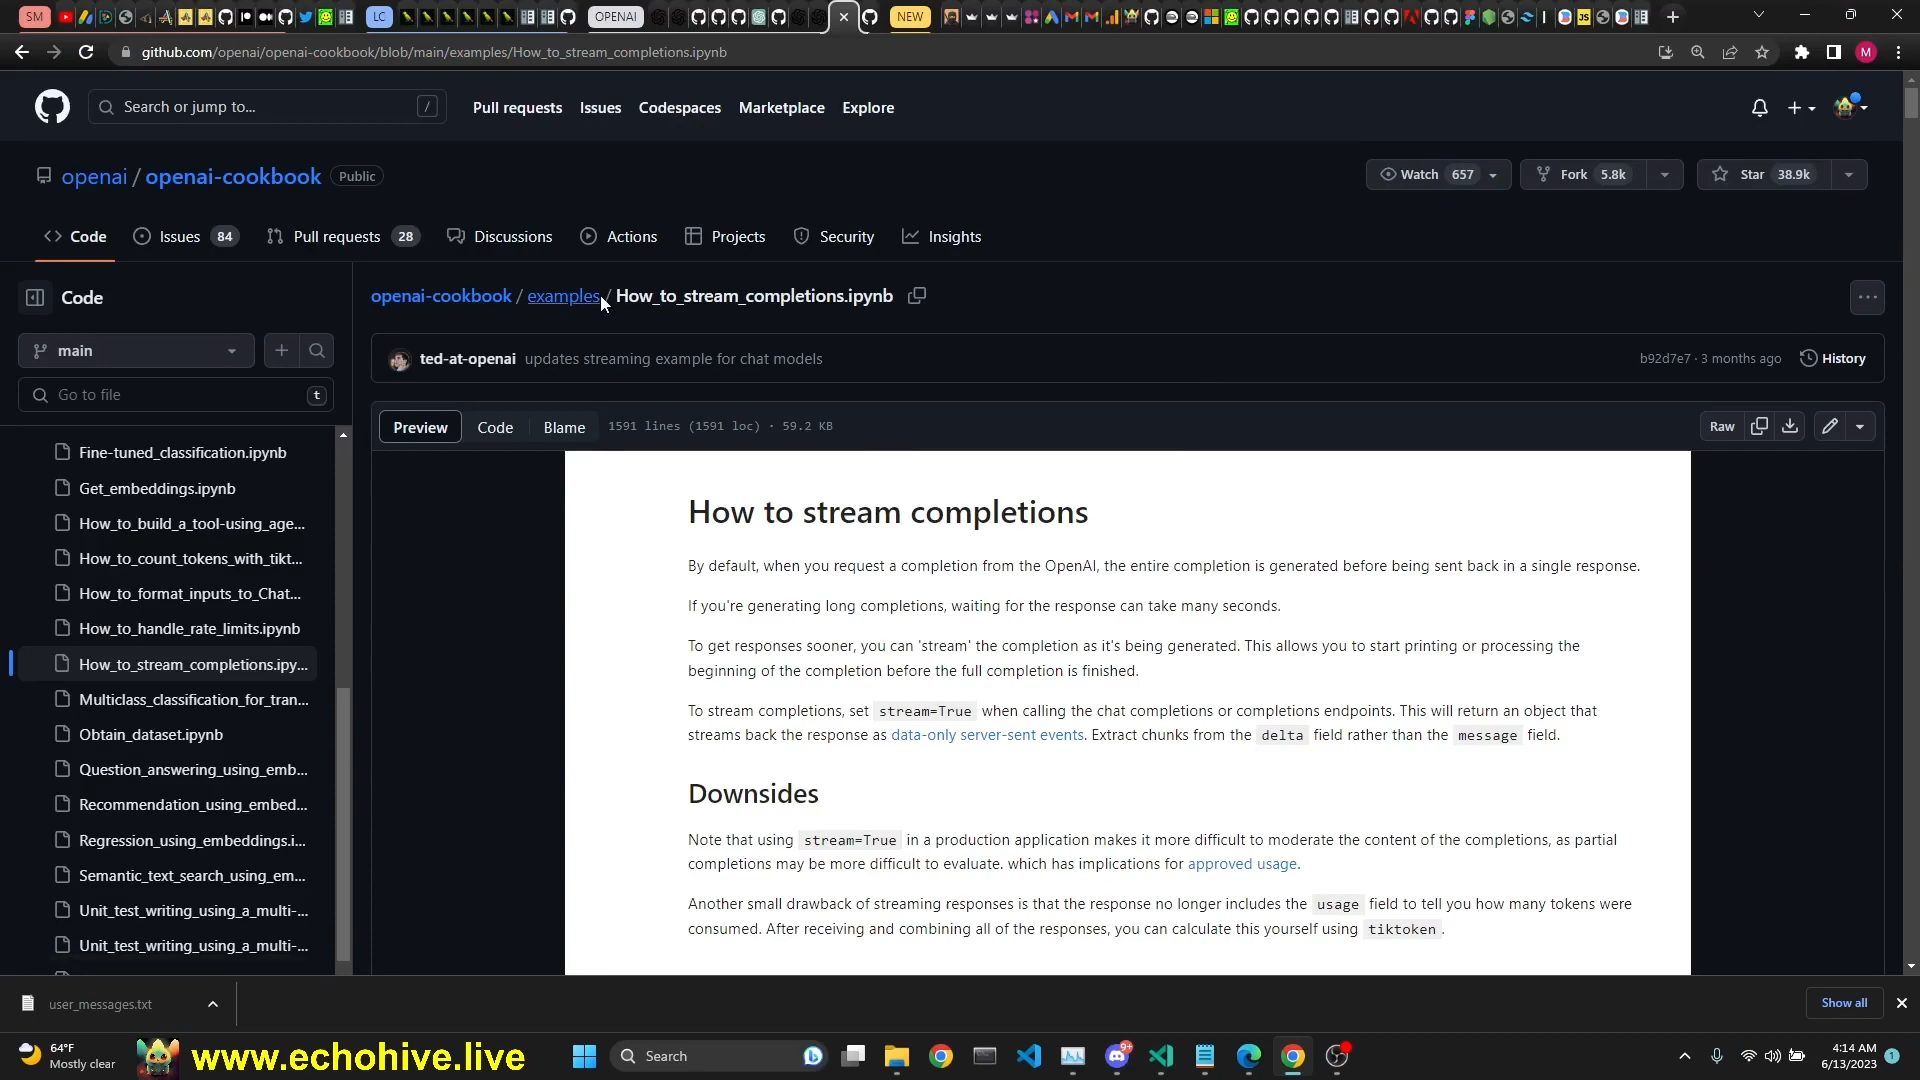 SM
LC
OPENAI
NEW
github.com/openai/openai-cookbook/blob/main/examples/How_to_stream_completions.ipynb
M
Search or jump to...
/
Pull requests
Issues
Codespaces
Marketplace
Explore
openai / openai-cookbook
Public
Watch 657
Fork 5.8k
Star 38.9k
Code
Issues 84
Pull requests 28
Discussions
Actions
Projects
Security
Insights
Code
openai-cookbook / examples / How_to_stream_completions.ipynb
main
ted-at-openai updates streaming example for chat models
b92d7e7 · 3 months ago
History
Go to file
t
Preview
Code
Blame
1591 lines (1591 loc) · 59.2 KB
Raw
Fine-tuned_classification.ipynb
Get_embeddings.ipynb
How_to_build_a_tool-using_age...
How_to_count_tokens_with_tikt...
How_to_format_inputs_to_Chat...
How_to_handle_rate_limits.ipynb
How_to_stream_completions.ipy...
Multiclass_classification_for_tran...
Obtain_dataset.ipynb
Question_answering_using_emb...
Recommendation_using_embed...
Regression_using_embeddings.i...
Semantic_text_search_using_em...
Unit_test_writing_using_a_multi-...
Unit_test_writing_using_a_multi-...
How to stream completions
By default, when you request a completion from the OpenAI, the entire completion is generated before being sent back in a single response.
If you're generating long completions, waiting for the response can take many seconds.
To get responses sooner, you can 'stream' the completion as it's being generated. This allows you to start printing or processing the
beginning of the completion before the full completion is finished.
To stream completions, set stream=True when calling the chat completions or completions endpoints. This will return an object that
streams back the response as data-only server-sent events. Extract chunks from the delta field rather than the message field.
Downsides
Note that using stream=True in a production application makes it more difficult to moderate the content of the completions, as partial
completions may be more difficult to evaluate. which has implications for approved usage.
Another small drawback of streaming responses is that the response no longer includes the usage field to tell you how many tokens were
consumed. After receiving and combining all of the responses, you can calculate this yourself using tiktoken .
user_messages.txt
Show all
64°F
Mostly clear
www.echohive.live
Search
9+
4:14 AM
6/13/2023
1